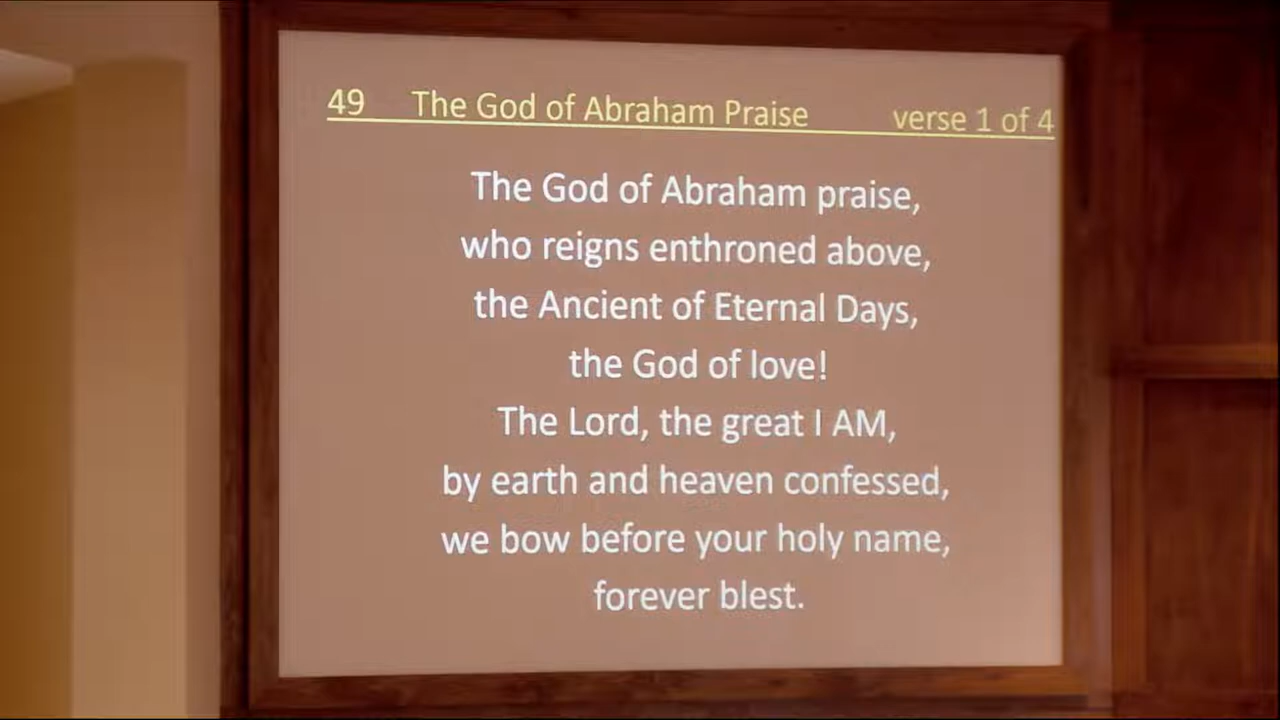 49 The God of Abraham Praise verse 1 of 4
The God of Abraham praise,
who reigns enthroned above,
the Ancient of Eternal Days,
the God of love!
The Lord, the great I AM,
by earth and heaven confessed,
we bow before your holy name,
forever blest.